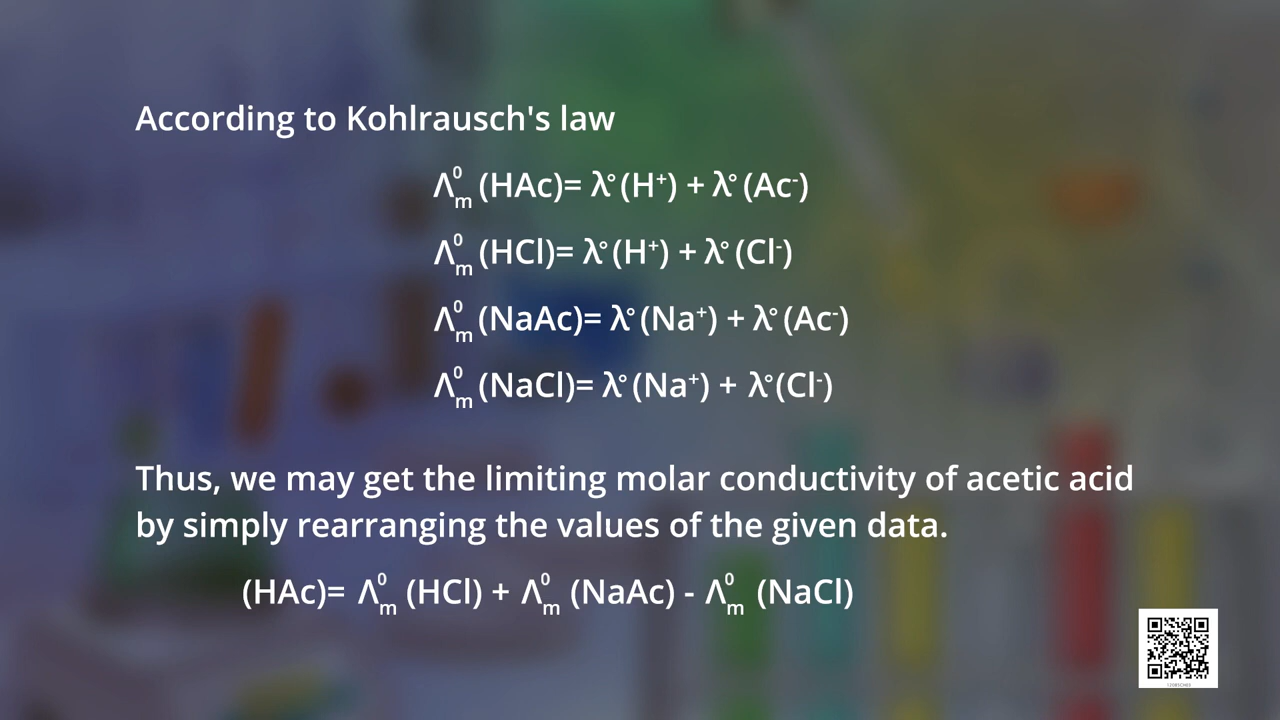 According to Kohlrausch's law
Λ⁰m (HAc)= λ°(H⁺) + λ°(Ac⁻)
Λ⁰m (HCl)= λ°(H⁺) + λ°(Cl⁻)
Λ⁰m (NaAc)= λ°(Na⁺) + λ°(Ac⁻)
Λ⁰m (NaCl)= λ°(Na⁺) + λ°(Cl⁻)
Thus, we may get the limiting molar conductivity of acetic acid
by simply rearranging the values of the given data.
(HAc)= Λ⁰m (HCl) + Λ⁰m (NaAc) - Λ⁰m (NaCl)